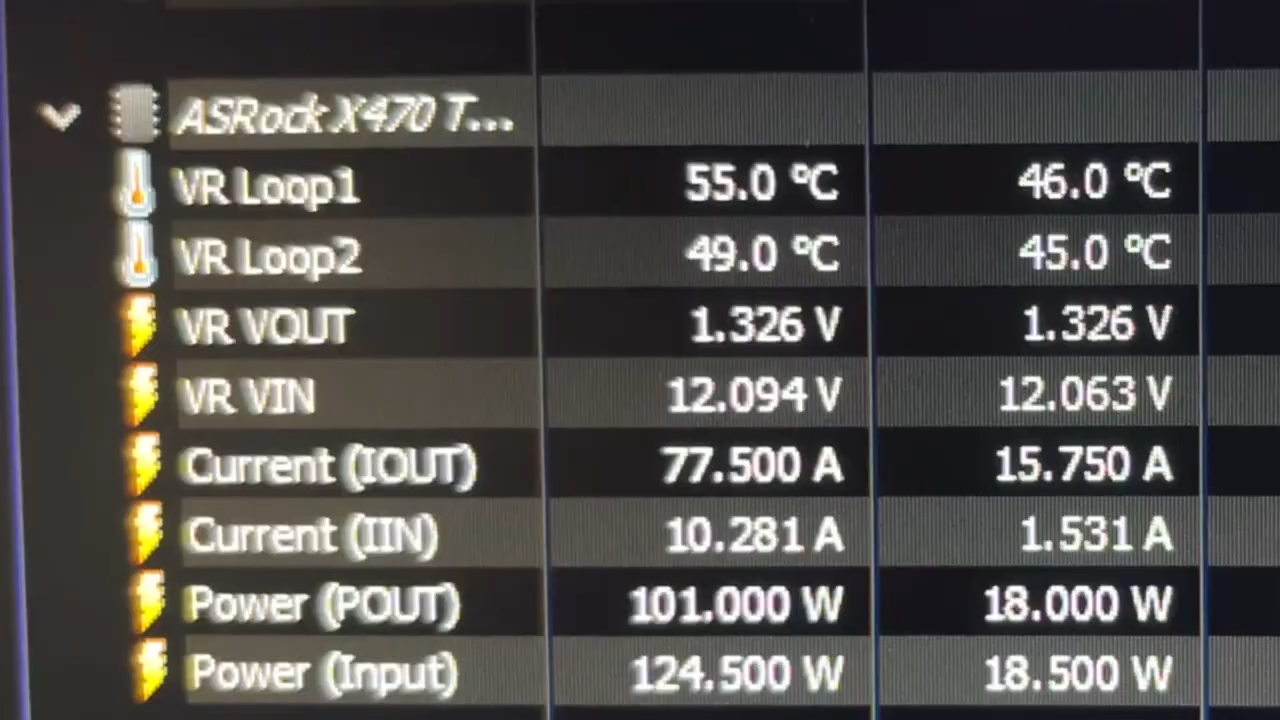 ASRock X470 T...
VR Loop1 55.0 °C 46.0 °C
VR Loop2 49.0 °C 45.0 °C
VR VOUT 1.326 V 1.326 V
VR VIN 12.094 V 12.063 V
Current (IOUT) 77.500 A 15.750 A
Current (IIN) 10.281 A 1.531 A
Power (POUT) 101.000 W 18.000 W
Power (Input) 124.500 W 18.500 W